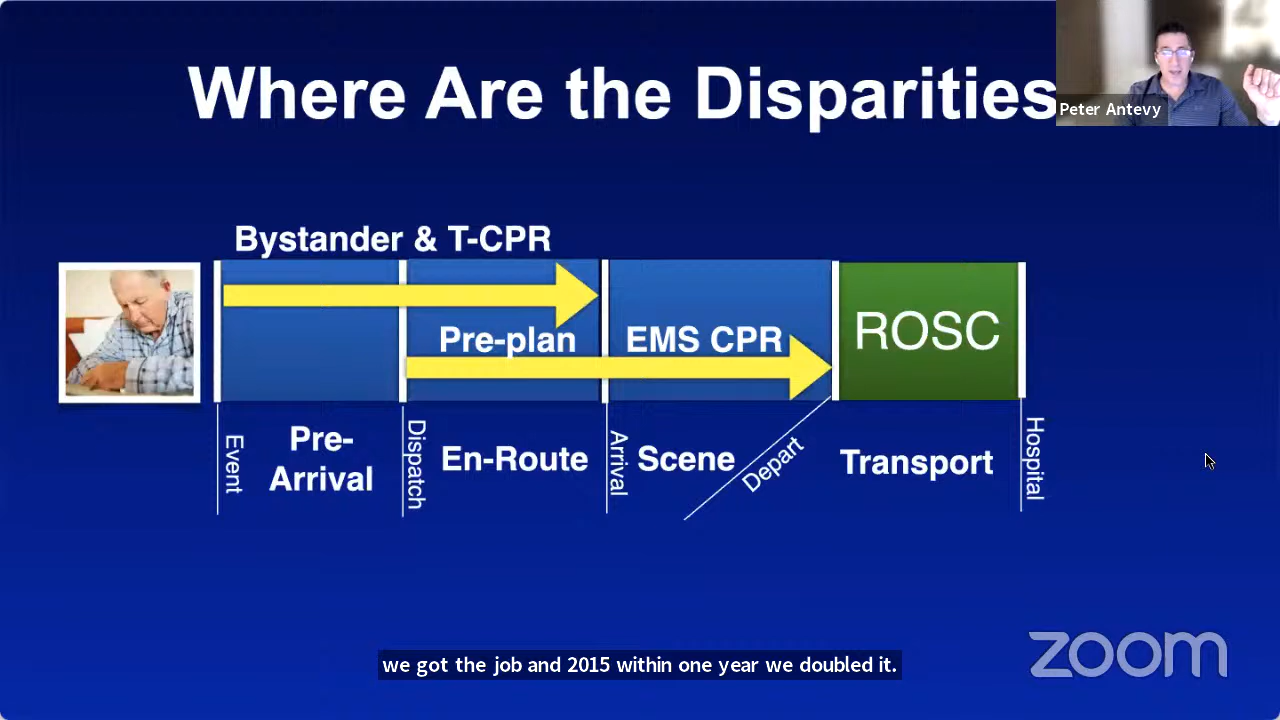 Where Are the Disparities
Peter Antevy
Bystander & T-CPR
Pre-plan
EMS CPR
ROSC
Event
Pre-
Arrival
Dispatch
En-Route
Arrival
Scene
Depart
Transport
Hospital
we got the job and 2015 within one year we doubled it.
zoom